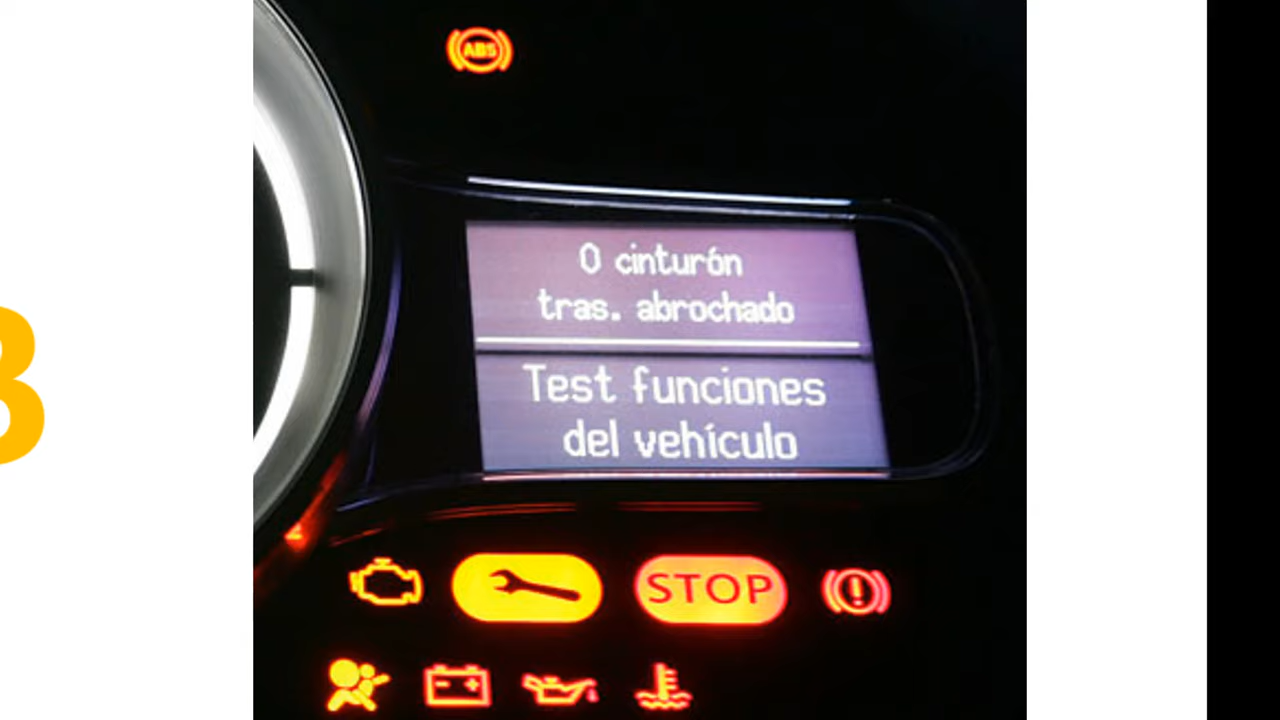 ABS
0 cinturón
tras. abrochado
Test funciones
del vehículo
STOP